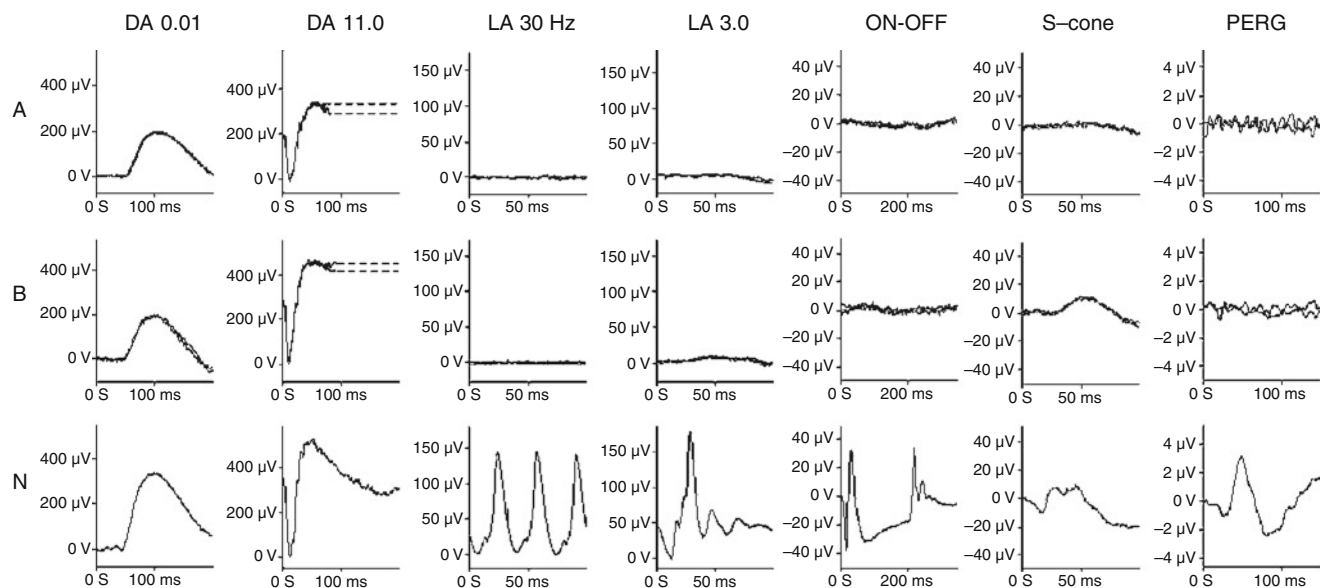 DA 0.01
DA 11.0
LA 30 Hz
LA 3.0
ON-OFF
S–cone
PERG
A
400 µV
200 µV
0 V
0 S 100 ms
400 µV
200 µV
0 V
0 S 100 ms
150 µV
100 µV
50 µV
0 V
0 S 50 ms
150 µV
100 µV
50 µV
0 V
0 S 50 ms
40 µV
20 µV
0 V
–20 µV
–40 µV
0 S 200 ms
40 µV
20 µV
0 V
–20 µV
–40 µV
0 S 50 ms
4 µV
2 µV
0 V
–2 µV
–4 µV
0 S 100 ms
B
400 µV
200 µV
0 V
0 S 100 ms
400 µV
200 µV
0 V
0 S 100 ms
150 µV
100 µV
50 µV
0 V
0 S 50 ms
150 µV
100 µV
50 µV
0 V
0 S 50 ms
40 µV
20 µV
0 V
–20 µV
–40 µV
0 S 200 ms
40 µV
20 µV
0 V
–20 µV
–40 µV
0 S 50 ms
4 µV
2 µV
0 V
–2 µV
–4 µV
0 S 100 ms
N
400 µV
200 µV
0 V
0 S 100 ms
400 µV
200 µV
0 V
0 S 100 ms
150 µV
100 µV
50 µV
0 V
0 S 50 ms
150 µV
100 µV
50 µV
0 V
0 S 50 ms
40 µV
20 µV
0 V
–20 µV
–40 µV
0 S 200 ms
40 µV
20 µV
0 V
–20 µV
–40 µV
0 S 50 ms
4 µV
2 µV
0 V
–2 µV
–4 µV
0 S 100 ms